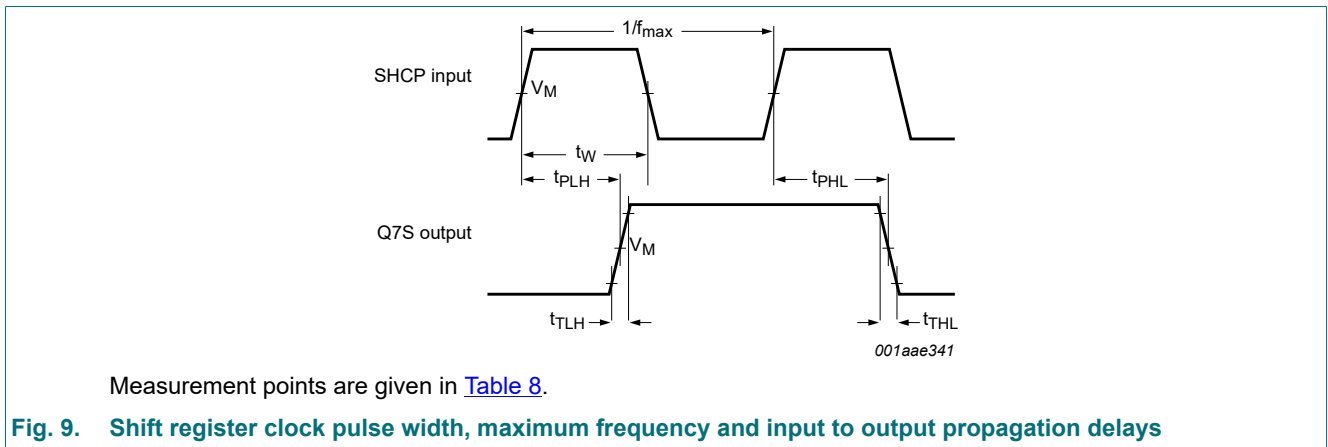 1/fmax
SHCP input
VM
tW
tPLH
tPHL
Q7S output
VM
tTLH
tTHL
001aae341
Measurement points are given in Table 8.
Fig. 9. Shift register clock pulse width, maximum frequency and input to output propagation delays